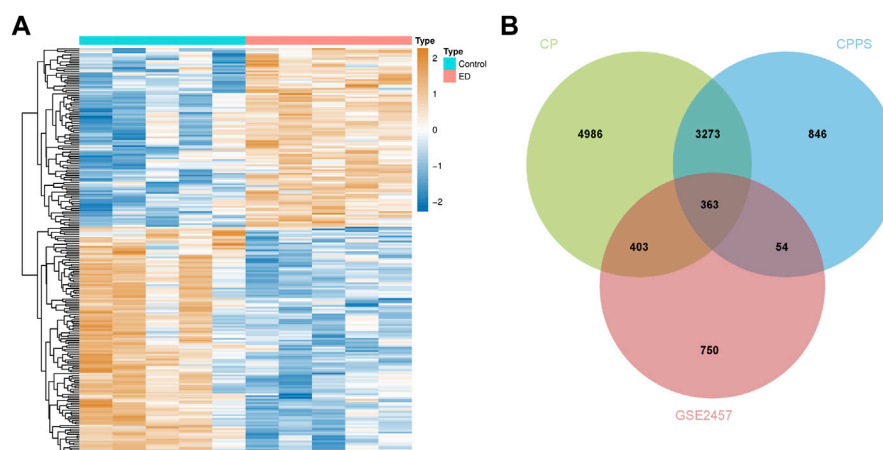 A
Type
2
1
0
−1
−2
Type
Control
ED
B
CP
CPPS
4986
3273
846
363
403
54
750
GSE2457